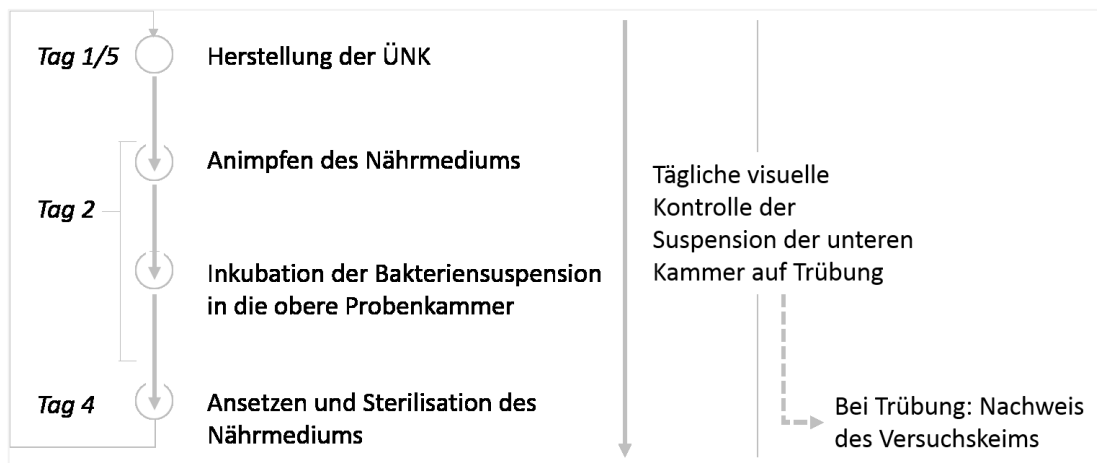 Tag 1/5
Herstellung der ÜNK
Animpfen des Nährmediums
Tag 2
Inkubation der Bakteriensuspension
in die obere Probenkammer
Tag 4
Ansetzen und Sterilisation des
Nährmediums
Tägliche visuelle
Kontrolle der
Suspension der unteren
Kammer auf Trübung
Bei Trübung: Nachweis
des Versuchskeims